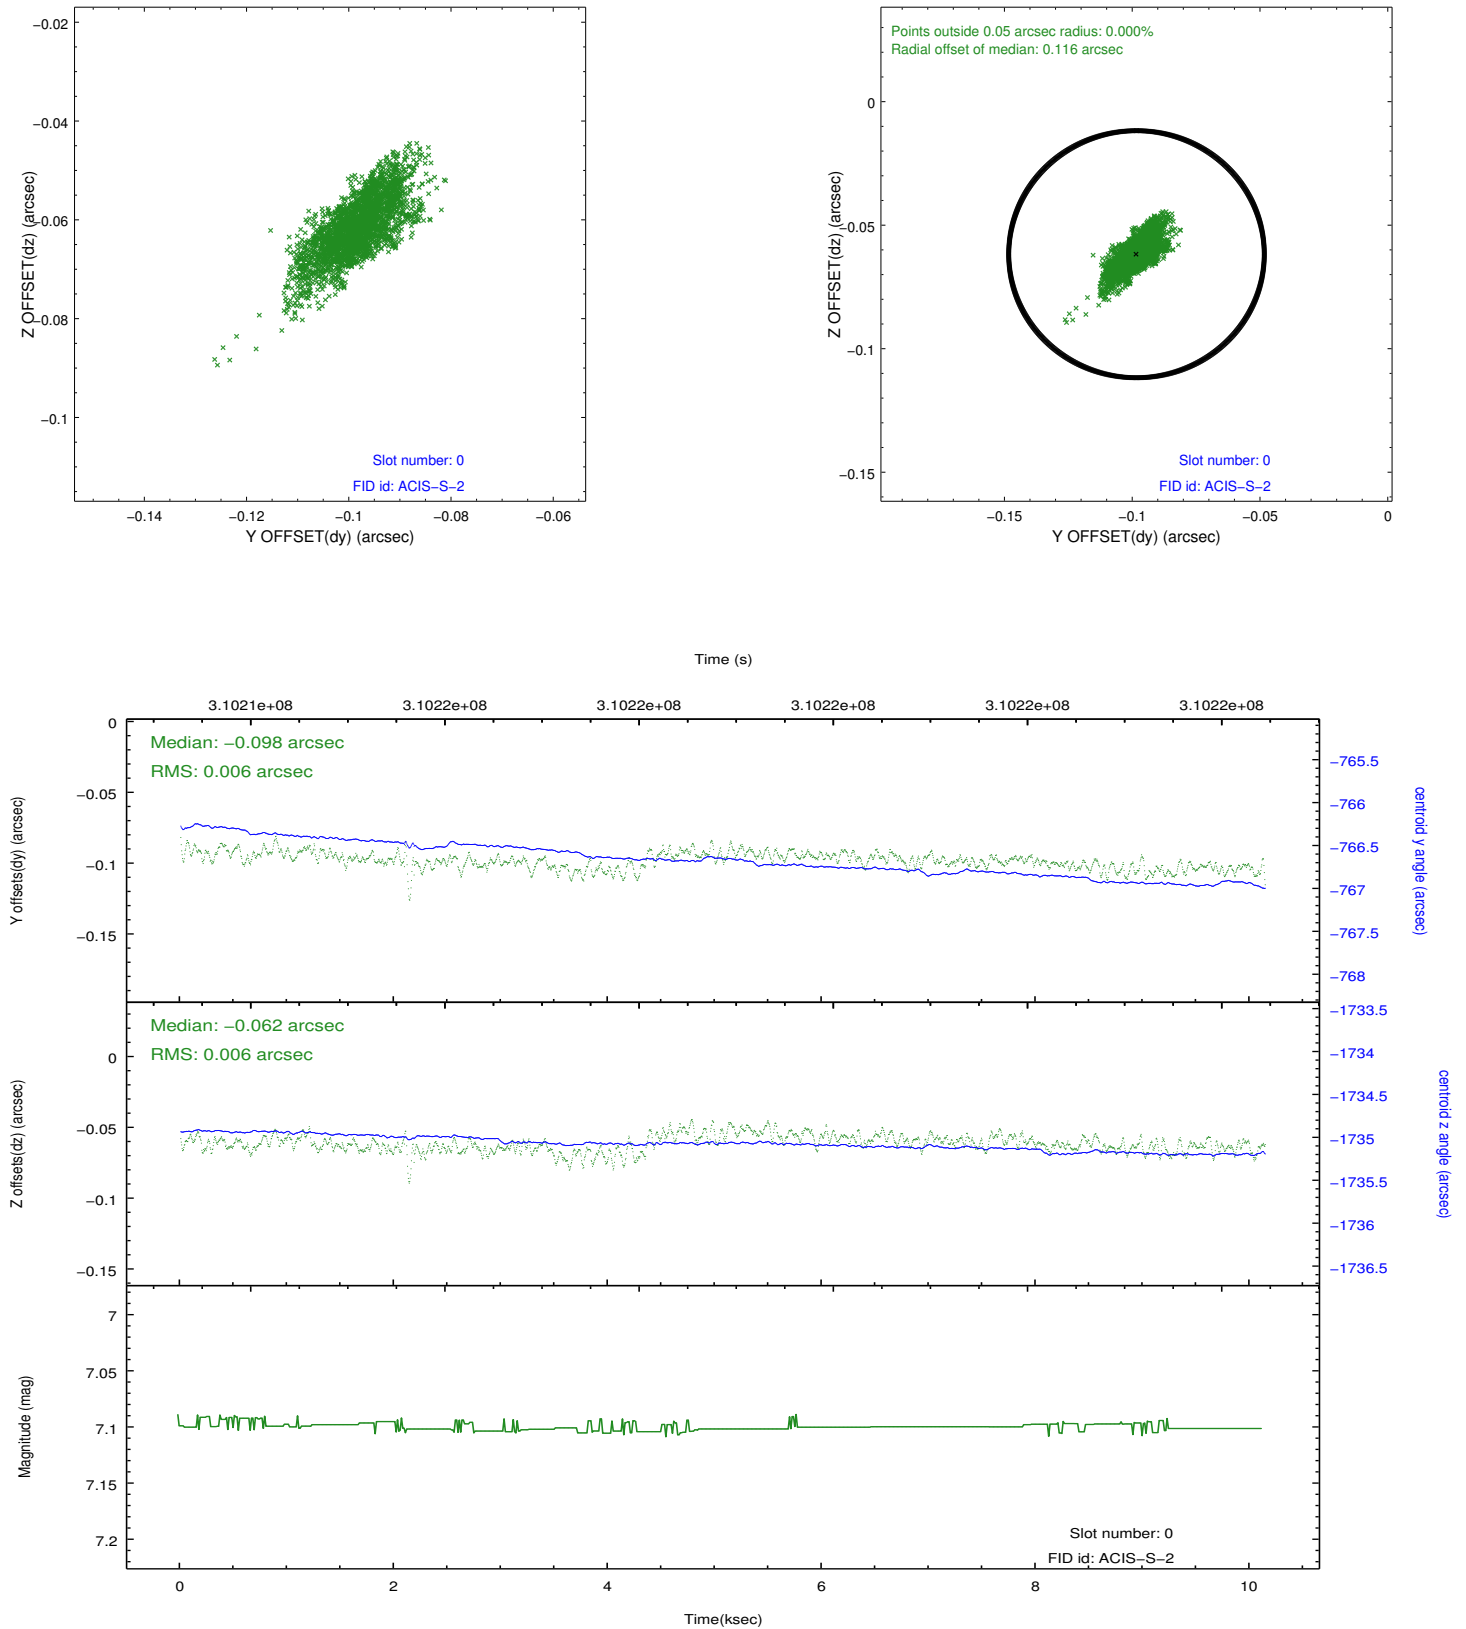 −0.02
−0.04
−0.06
−0.08
−0.1
Z OFFSET(dz) (arcsec)
Slot number: 0
FID id: ACIS−S−2
−0.14 −0.12 −0.1 −0.08 −0.06
Y OFFSET(dy) (arcsec)
Points outside 0.05 arcsec radius: 0.000%
Radial offset of median: 0.116 arcsec
0
−0.05
−0.1
−0.15
Z OFFSET(dz) (arcsec)
Slot number: 0
FID id: ACIS−S−2
−0.15 −0.1 −0.05 0
Y OFFSET(dy) (arcsec)
Time (s)
3.1021e+08 3.1022e+08 3.1022e+08 3.1022e+08 3.1022e+08 3.1022e+08
Median: −0.098 arcsec
RMS: 0.006 arcsec
0
−0.05
−0.1
−0.15
Y offsets(dy) (arcsec)
−765.5
−766
−766.5
−767
−767.5
−768
centroid y angle (arcsec)
Median: −0.062 arcsec
RMS: 0.006 arcsec
0
−0.05
−0.1
−0.15
Z offsets(dz) (arcsec)
−1733.5
−1734
−1734.5
−1735
−1735.5
−1736
−1736.5
centroid z angle (arcsec)
7
7.05
7.1
7.15
7.2
Magnitude (mag)
Slot number: 0
FID id: ACIS−S−2
0 2 4 6 8 10
Time(ksec)